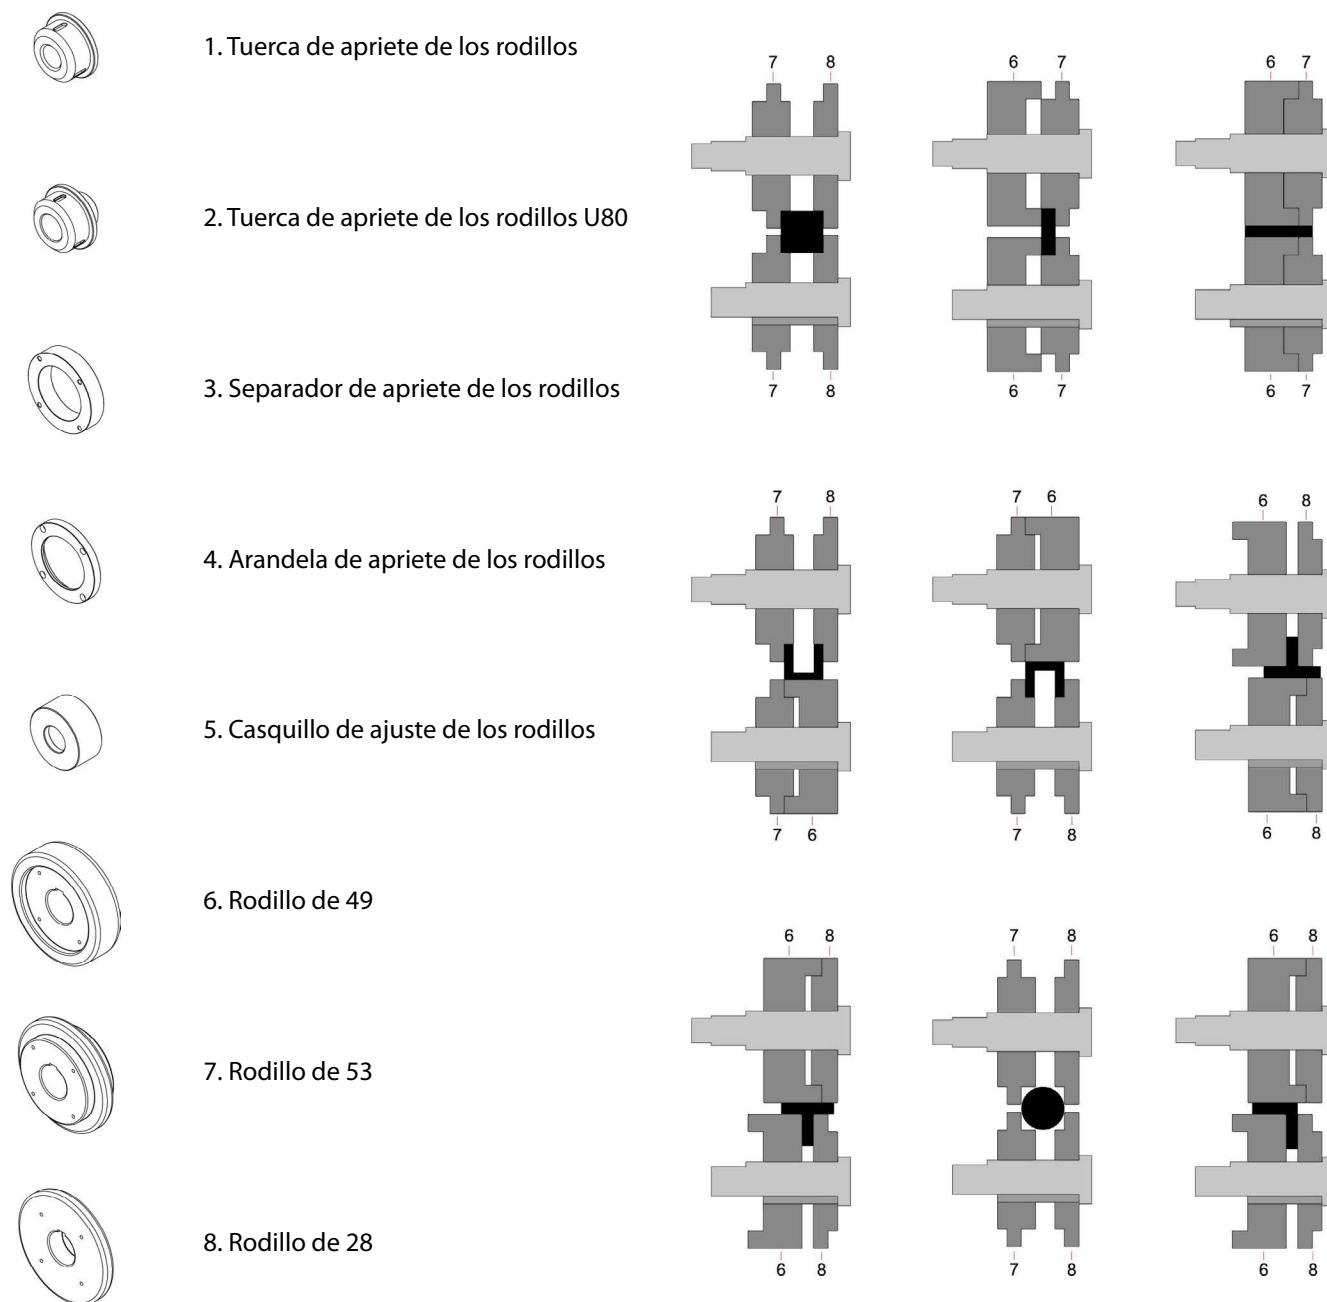 1. Tuerca de apriete de los rodillos
2. Tuerca de apriete de los rodillos U80
3. Separador de apriete de los rodillos
4. Arandela de apriete de los rodillos
5. Casquillo de ajuste de los rodillos
6. Rodillo de 49
7. Rodillo de 53
8. Rodillo de 28
7 8
6 7
6 7
7 8
6 7
6 7
7 8
7 6
6 8
7 6
7 8
6 8
6 8
7 8
6 8
6 8
7 8
6 8